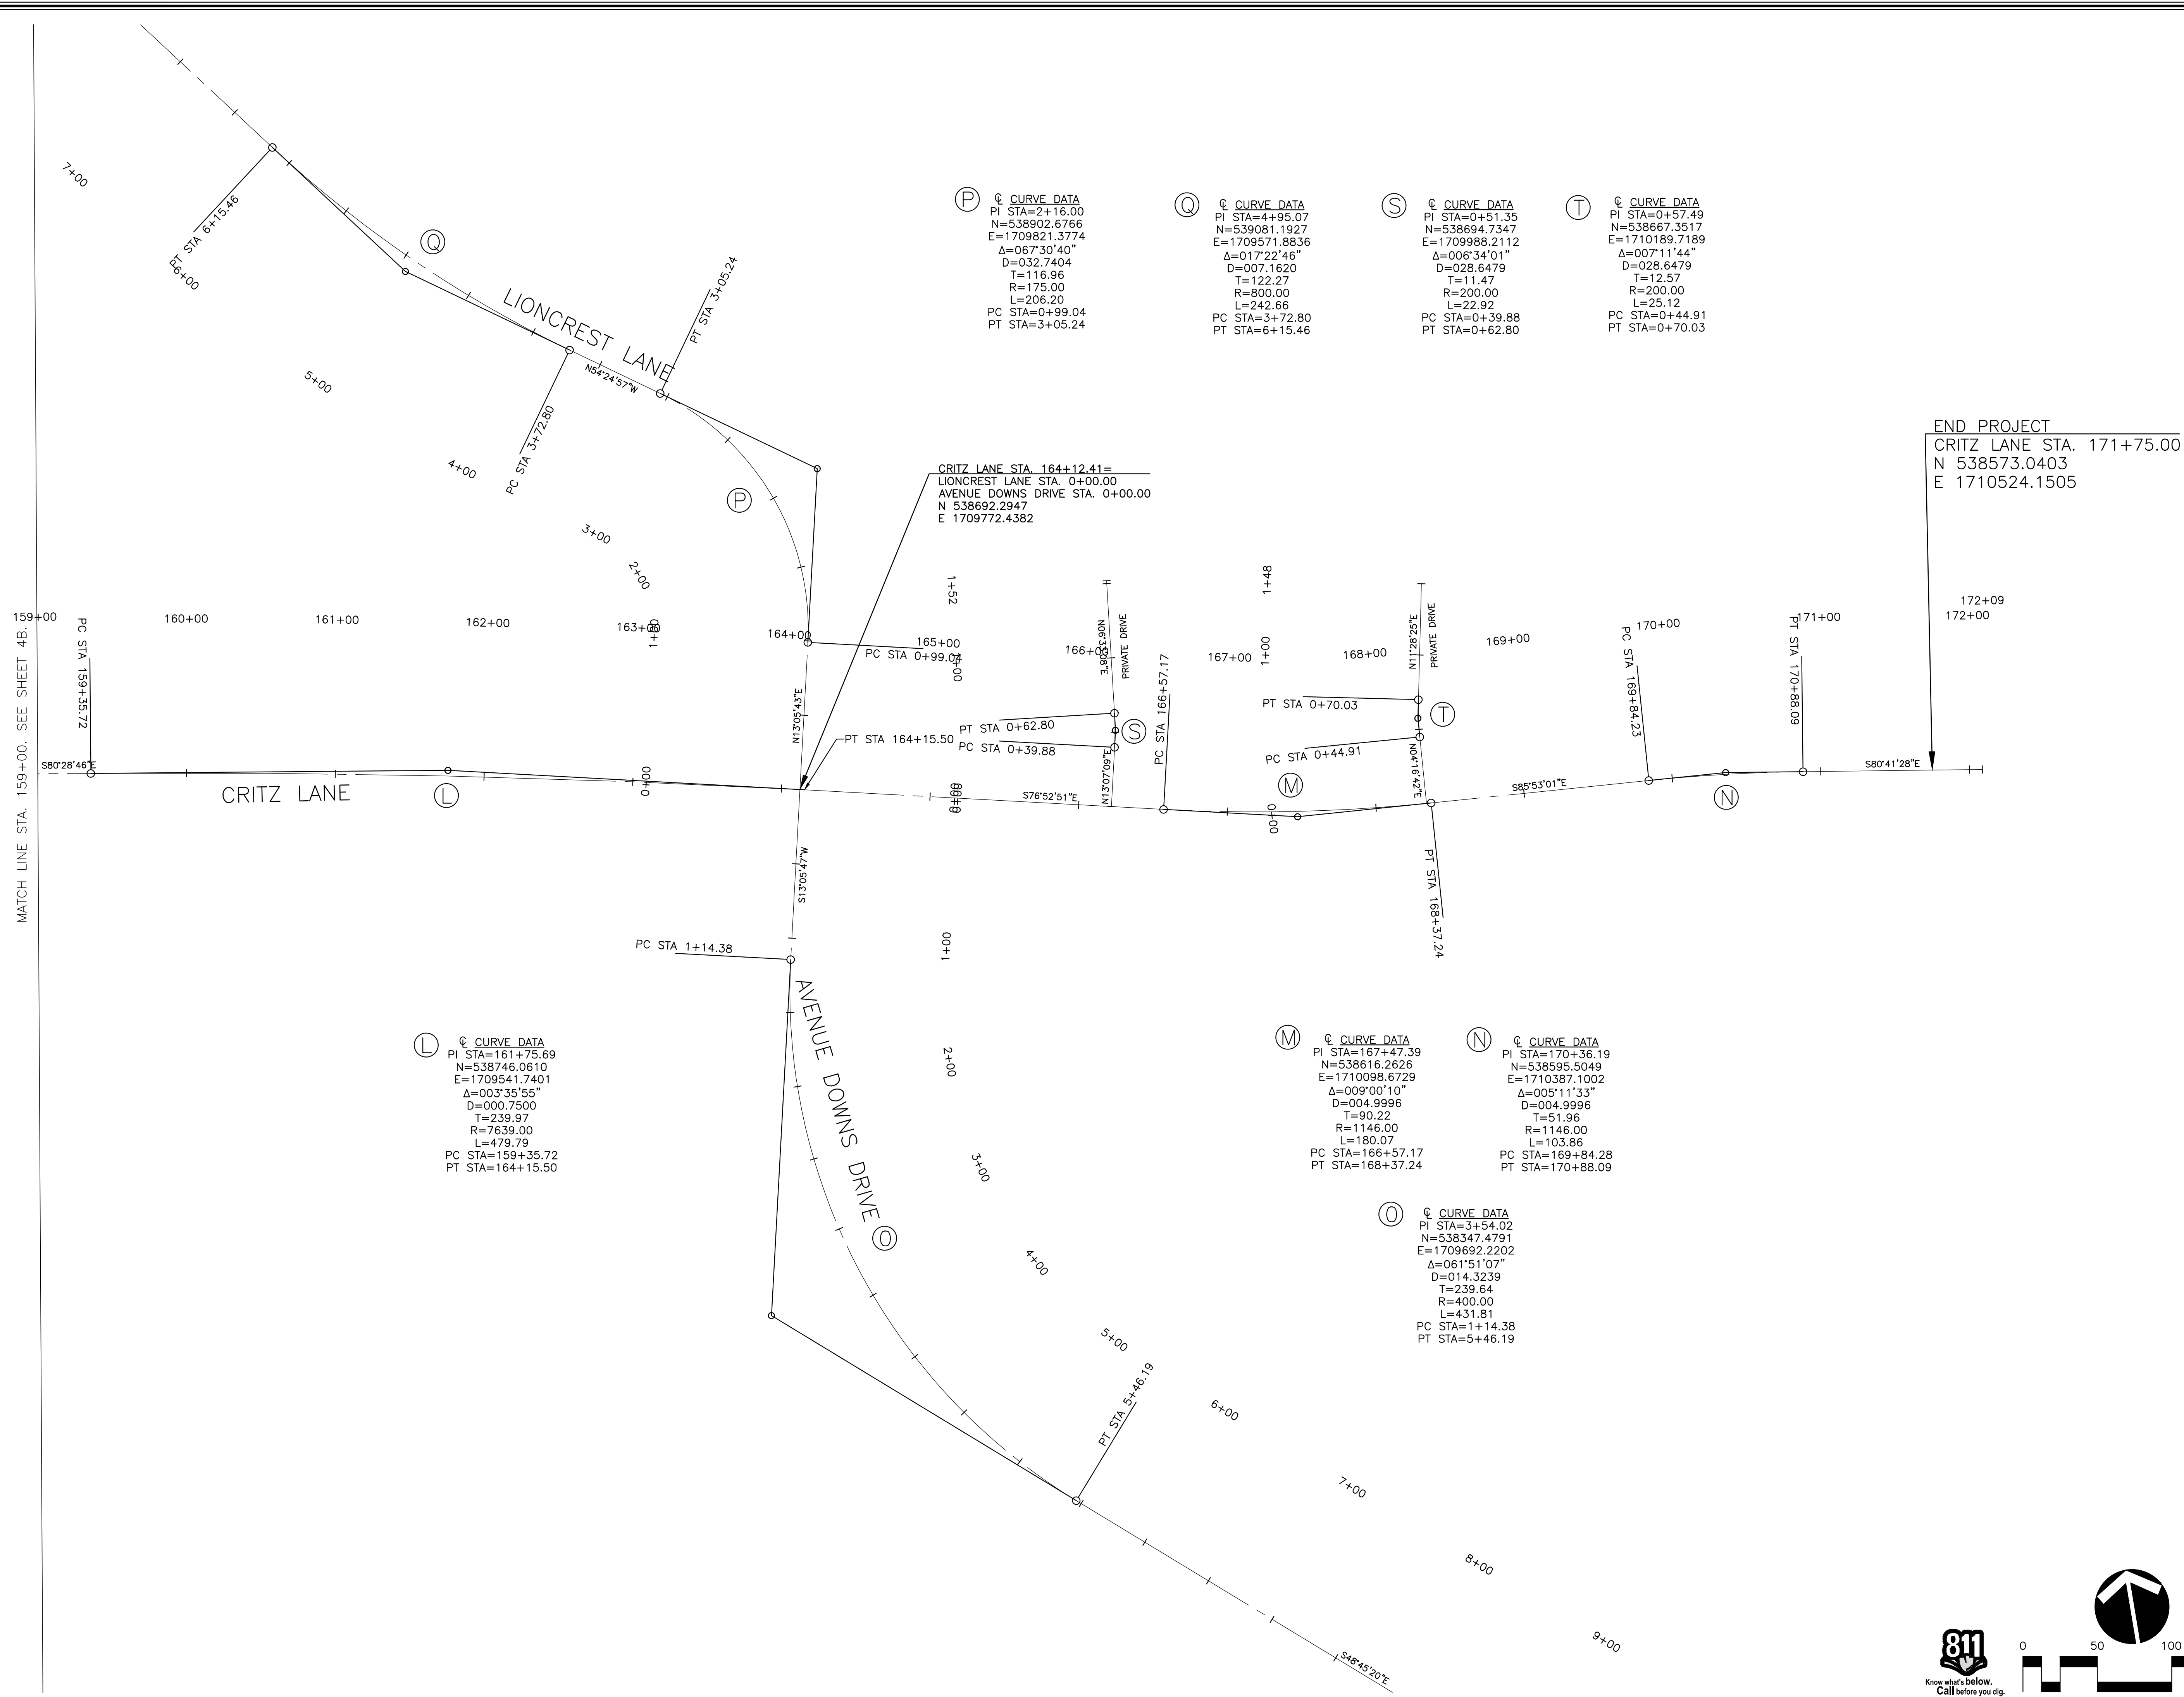 MATCH LINE STA. 159+00. SEE SHEET 4B.
7+00
PT STA 6+15.46
6+00
Q
LIONCREST LANE
5+00
N54°24'57"W
PT STA 3+05.24
PC STA 3+72.80
4+00
3+00
2+00
1+00
P
P
℄ CURVE DATA
PI STA=2+16.00
N=538902.6766
E=1709821.3774
Δ=067°30'40"
D=032.7404
T=116.96
R=175.00
L=206.20
PC STA=0+99.04
PT STA=3+05.24
Q
℄ CURVE DATA
PI STA=4+95.07
N=539081.1927
E=1709571.8836
Δ=017°22'46"
D=007.1620
T=122.27
R=800.00
L=242.66
PC STA=3+72.80
PT STA=6+15.46
S
℄ CURVE DATA
PI STA=0+51.35
N=538694.7347
E=1709988.2112
Δ=006°34'01"
D=028.6479
T=11.47
R=200.00
L=22.92
PC STA=0+39.88
PT STA=0+62.80
T
℄ CURVE DATA
PI STA=0+57.49
N=538667.3517
E=1710189.7189
Δ=007°11'44"
D=028.6479
T=12.57
R=200.00
L=25.12
PC STA=0+44.91
PT STA=0+70.03
END PROJECT
CRITZ LANE STA. 171+75.00
N 538573.0403
E 1710524.1505
CRITZ LANE STA. 164+12.41=
LIONCREST LANE STA. 0+00.00
AVENUE DOWNS DRIVE STA. 0+00.00
N 538692.2947
E 1709772.4382
159+00
160+00
161+00
162+00
163+00
164+00
165+00
166+00
167+00
168+00
169+00
170+00
171+00
172+00
172+09
PC STA 159+35.72
S80°28'46"E
CRITZ LANE
L
0+00
PC STA 0+99.04
N13°05'43"E
PT STA 164+15.50
1+52
1+00
0+00
0+00
N06°33'08"E
PRIVATE DRIVE
PT STA 0+62.80
PC STA 0+39.88
S
N13°07'09"E
S76°52'51"E
PC STA 166+57.17
1+48
1+00
0+00
M
N11°28'25"E
PRIVATE DRIVE
PT STA 0+70.03
T
PC STA 0+44.91
N04°16'42"E
S85°53'01"E
PT STA 168+37.24
PC STA 169+84.23
N
PT STA 170+88.09
S80°41'28"E
S13°05'47"W
PC STA 1+14.38
1+00
AVENUE DOWNS DRIVE
O
2+00
3+00
4+00
5+00
PT STA 5+46.19
6+00
7+00
8+00
9+00
S48°45'20"E
L
℄ CURVE DATA
PI STA=161+75.69
N=538746.0610
E=1709541.7401
Δ=003°35'55"
D=000.7500
T=239.97
R=7639.00
L=479.79
PC STA=159+35.72
PT STA=164+15.50
M
℄ CURVE DATA
PI STA=167+47.39
N=538616.2626
E=1710098.6729
Δ=009°00'10"
D=004.9996
T=90.22
R=1146.00
L=180.07
PC STA=166+57.17
PT STA=168+37.24
N
℄ CURVE DATA
PI STA=170+36.19
N=538595.5049
E=1710387.1002
Δ=005°11'33"
D=004.9996
T=51.96
R=1146.00
L=103.86
PC STA=169+84.28
PT STA=170+88.09
O
℄ CURVE DATA
PI STA=3+54.02
N=538347.4791
E=1709692.2202
Δ=061°51'07"
D=014.3239
T=239.64
R=400.00
L=431.81
PC STA=1+14.38
PT STA=5+46.19
811
Know what's below.
Call before you dig.
0 50 100